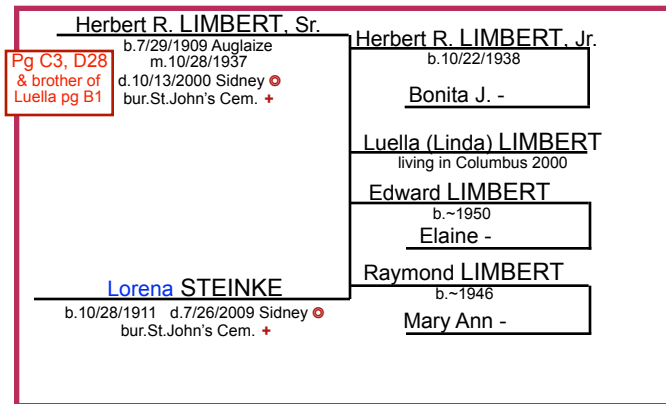 Herbert R. LIMBERT, Sr.
b.7/29/1909 Auglaize
m.10/28/1937
d.10/13/2000 Sidney
bur.St.John's Cem. +
Pg C3, D28
& brother of
Luella pg B1
Herbert R. LIMBERT, Jr.
b.10/22/1938
Bonita J. -
Luella (Linda) LIMBERT
living in Columbus 2000
Edward LIMBERT
b.~1950
Elaine -
Raymond LIMBERT
b.~1946
Mary Ann -
Lorena STEINKE
b.10/28/1911 d.7/26/2009 Sidney
bur.St.John's Cem. +